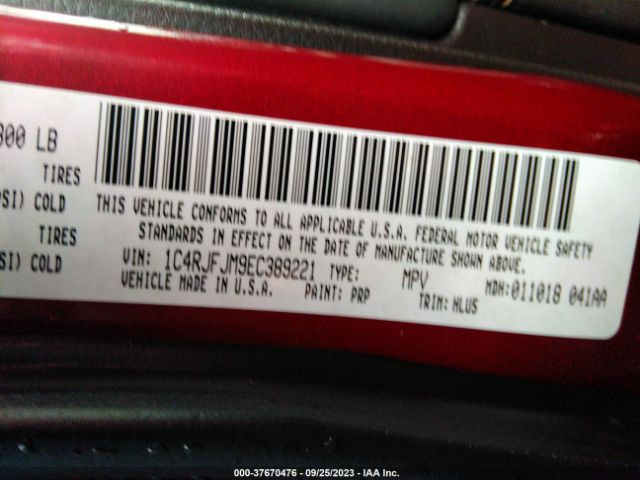 300 LB
TIRES
PSI) COLD
TIRES
SI) COLD
THIS VEHICLE CONFORMS TO ALL APPLICABLE U.S.A. FEDERAL MOTOR VEHICLE SAFETY
STANDARDS IN EFFECT ON THE DATE OF MANUFACTURE SHOWN ABOVE.
VIN: 1C4RJFJM9EC389221 TYPE: MPV MDH:011018 041AA
VEHICLE MADE IN U.S.A. PAINT: PRP TRIM: HLUS
000-37670476 - 09/25/2023 - IAA Inc.